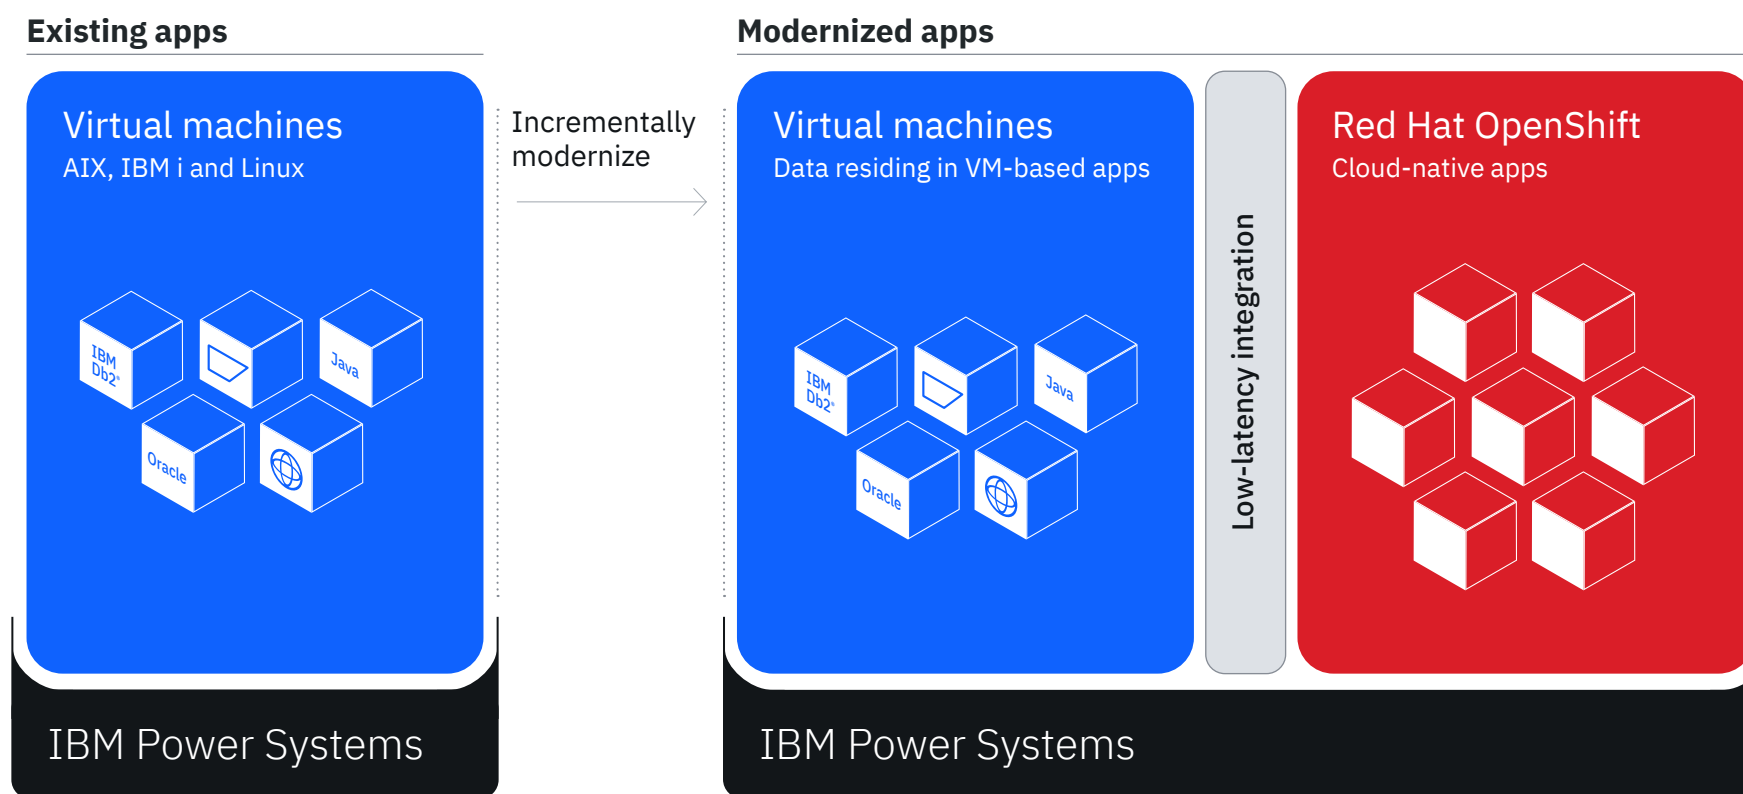 Existing apps
Virtual machines
AIX, IBM i and Linux
IBM
Db2®
Java
Oracle
IBM Power Systems
Incrementally
modernize
Modernized apps
Virtual machines
Data residing in VM-based apps
IBM
Db2®
Java
Oracle
Low-latency integration
Red Hat OpenShift
Cloud-native apps
IBM Power Systems